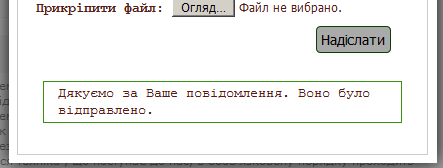 Прикріпити файл: Огляд... Файл не вибрано.
Надіслати
Дякуємо за Ваше повідомлення. Воно було
відправлено.